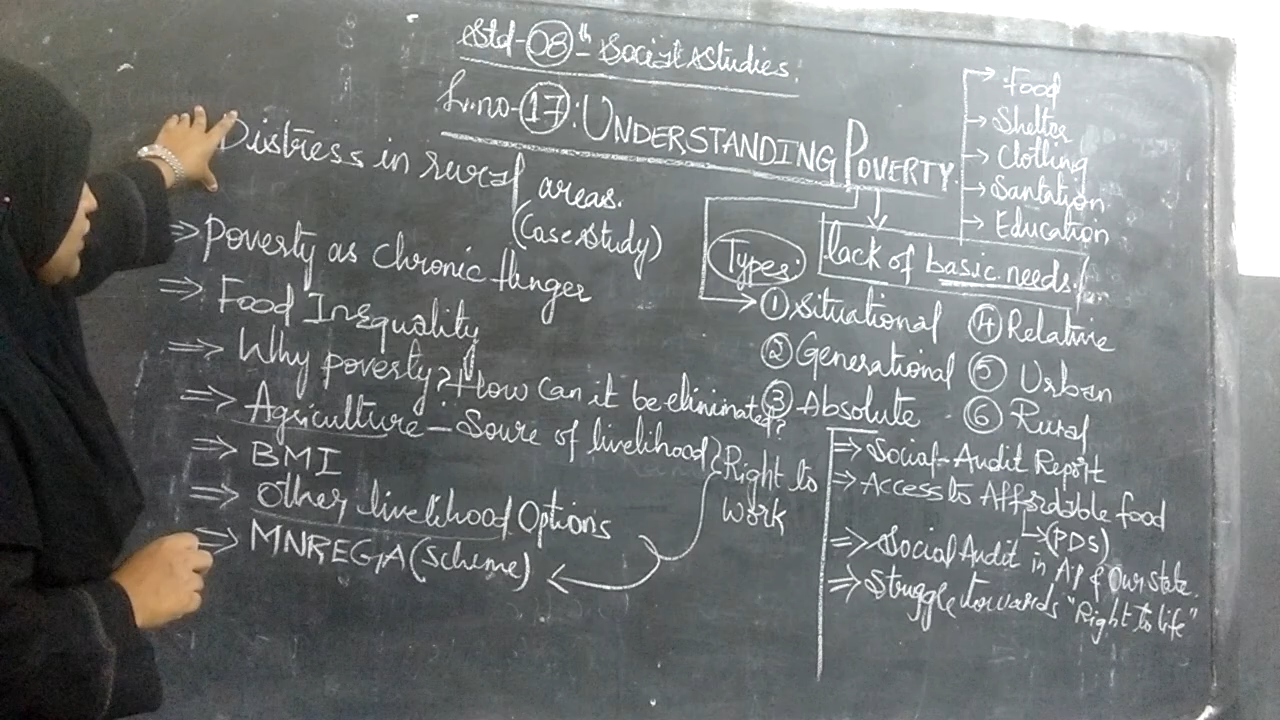 Std-08th Social Studies.
L.no-17: UNDERSTANDING POVERTY.
→ Food
→ Shelter
→ Clothing
→ Santation
→ Education
lack of basic needs.
Types:
① Situational
② Generational
③ Absolute
④ Relative
⑤ Urban
⑥ Rural
Distress in rural areas.
(Case study)
⇒ Poverty as chronic Hunger
⇒ Food Inequality
⇒ Why poverty? How can it be eliminated?
⇒ Agriculture - Soure of livelihood
⇒ BMI
⇒ Other livelihood Options
⇒ MNREGA (Scheme)
Right to
work
⇒ Social-Audit Report
⇒ Access to Affordable food
→ (PDS)
⇒ Social Audit in AP & Our state.
⇒ Struggle towards "Right to life"